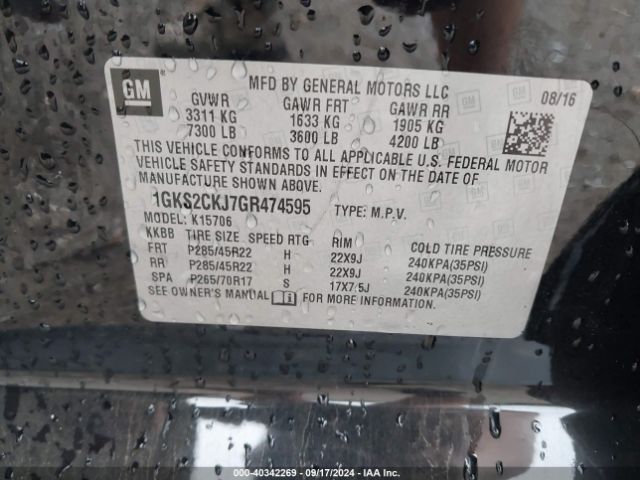 GM
MFD BY GENERAL MOTORS LLC
08/16
GVWR GAWR FRT GAWR RR
3311 KG 1633 KG 1905 KG
7300 LB 3600 LB 4200 LB
THIS VEHICLE CONFORMS TO ALL APPLICABLE U.S. FEDERAL MOTOR
VEHICLE SAFETY STANDARDS IN EFFECT ON THE DATE OF
MANUFACTURE SHOWN ABOVE.
1GKS2CKJ7GR474595 TYPE: M.P.V.
MODEL: K15706
KKBB TIRE SIZE SPEED RTG RIM COLD TIRE PRESSURE
FRT P285/45R22 H 22X9J 240KPA(35PSI)
RR P285/45R22 H 22X9J 240KPA(35PSI)
SPA P265/70R17 S 17X7.5J 240KPA(35PSI)
SEE OWNER'S MANUAL FOR MORE INFORMATION.
000-40342269 - 09/17/2024 - IAA Inc.